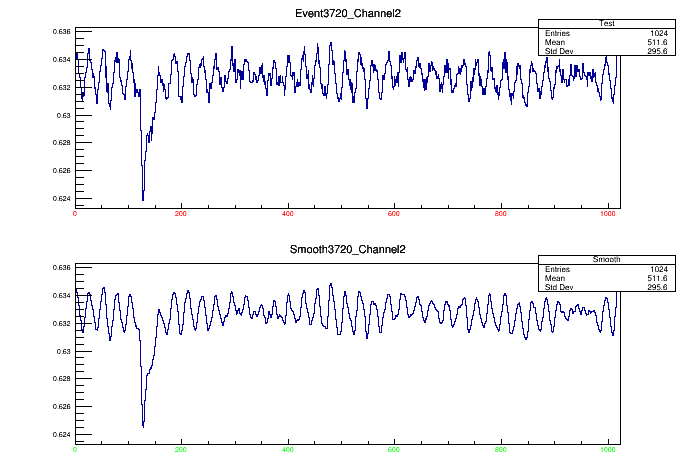 Event3720_Channel2
Test
Entries 1024
Mean 511.6
Std Dev 295.6
0.636
0.634
0.632
0.63
0.628
0.626
0.624
0 200 400 600 800 1000
Smooth3720_Channel2
Smooth
Entries 1024
Mean 511.6
Std Dev 295.6
0.636
0.634
0.632
0.63
0.628
0.626
0.624
0 200 400 600 800 1000